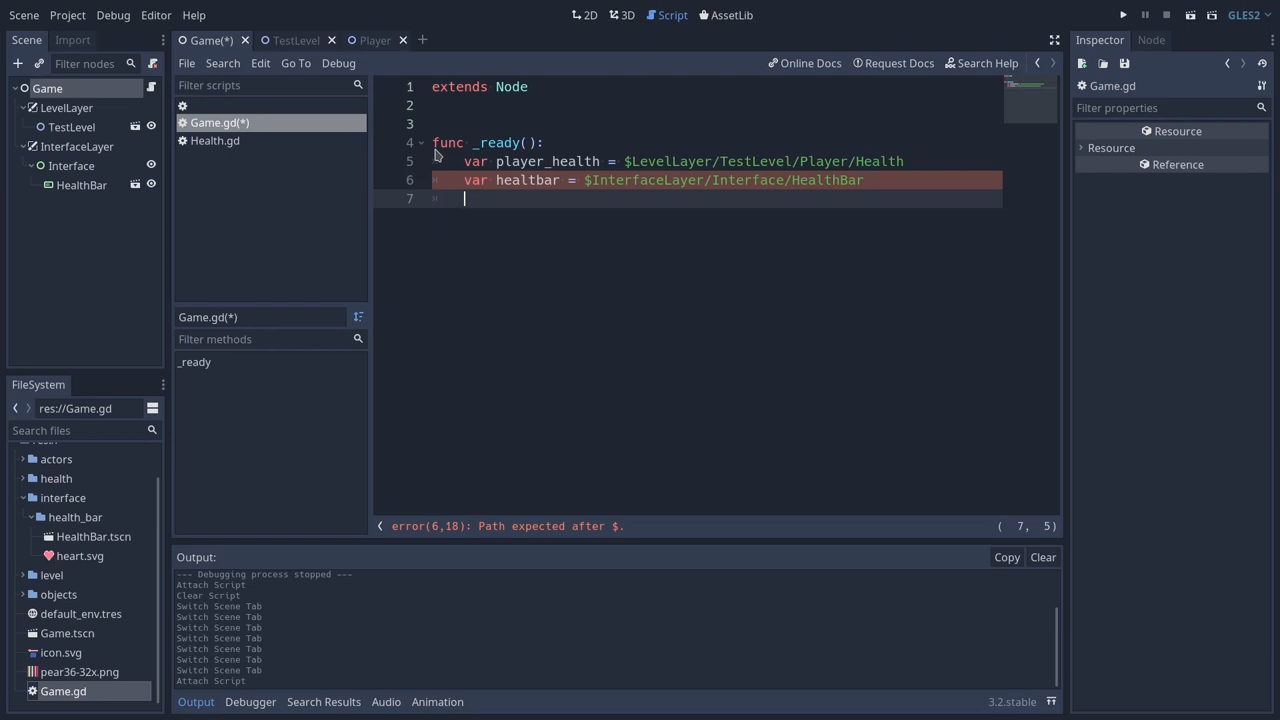 Scene Project Debug Editor Help
2D 3D Script AssetLib
GLES2
Scene Import
Filter nodes
Game
LevelLayer
TestLevel
InterfaceLayer
Interface
HealthBar
Game(*) TestLevel Player
File Search Edit Go To Debug
Online Docs Request Docs Search Help
Filter scripts
Game.gd(*)
Health.gd
Game.gd(*)
Filter methods
_ready
1 extends Node
2
3
4 func _ready():
5 var player_health = $LevelLayer/TestLevel/Player/Health
6 var healtbar = $InterfaceLayer/Interface/HealthBar
7
error(6,18): Path expected after $.
( 7, 5)
Inspector Node
Game.gd
Filter properties
Resource
Resource
Reference
FileSystem
res://Game.gd
Search files
actors
health
interface
health_bar
HealthBar.tscn
heart.svg
level
objects
default_env.tres
Game.tscn
icon.svg
pear36-32x.png
Game.gd
Output:
Copy Clear
--- Debugging process stopped ---
Attach Script
Clear Script
Switch Scene Tab
Switch Scene Tab
Switch Scene Tab
Switch Scene Tab
Switch Scene Tab
Switch Scene Tab
Switch Scene Tab
Attach Script
Output Debugger Search Results Audio Animation
3.2.stable